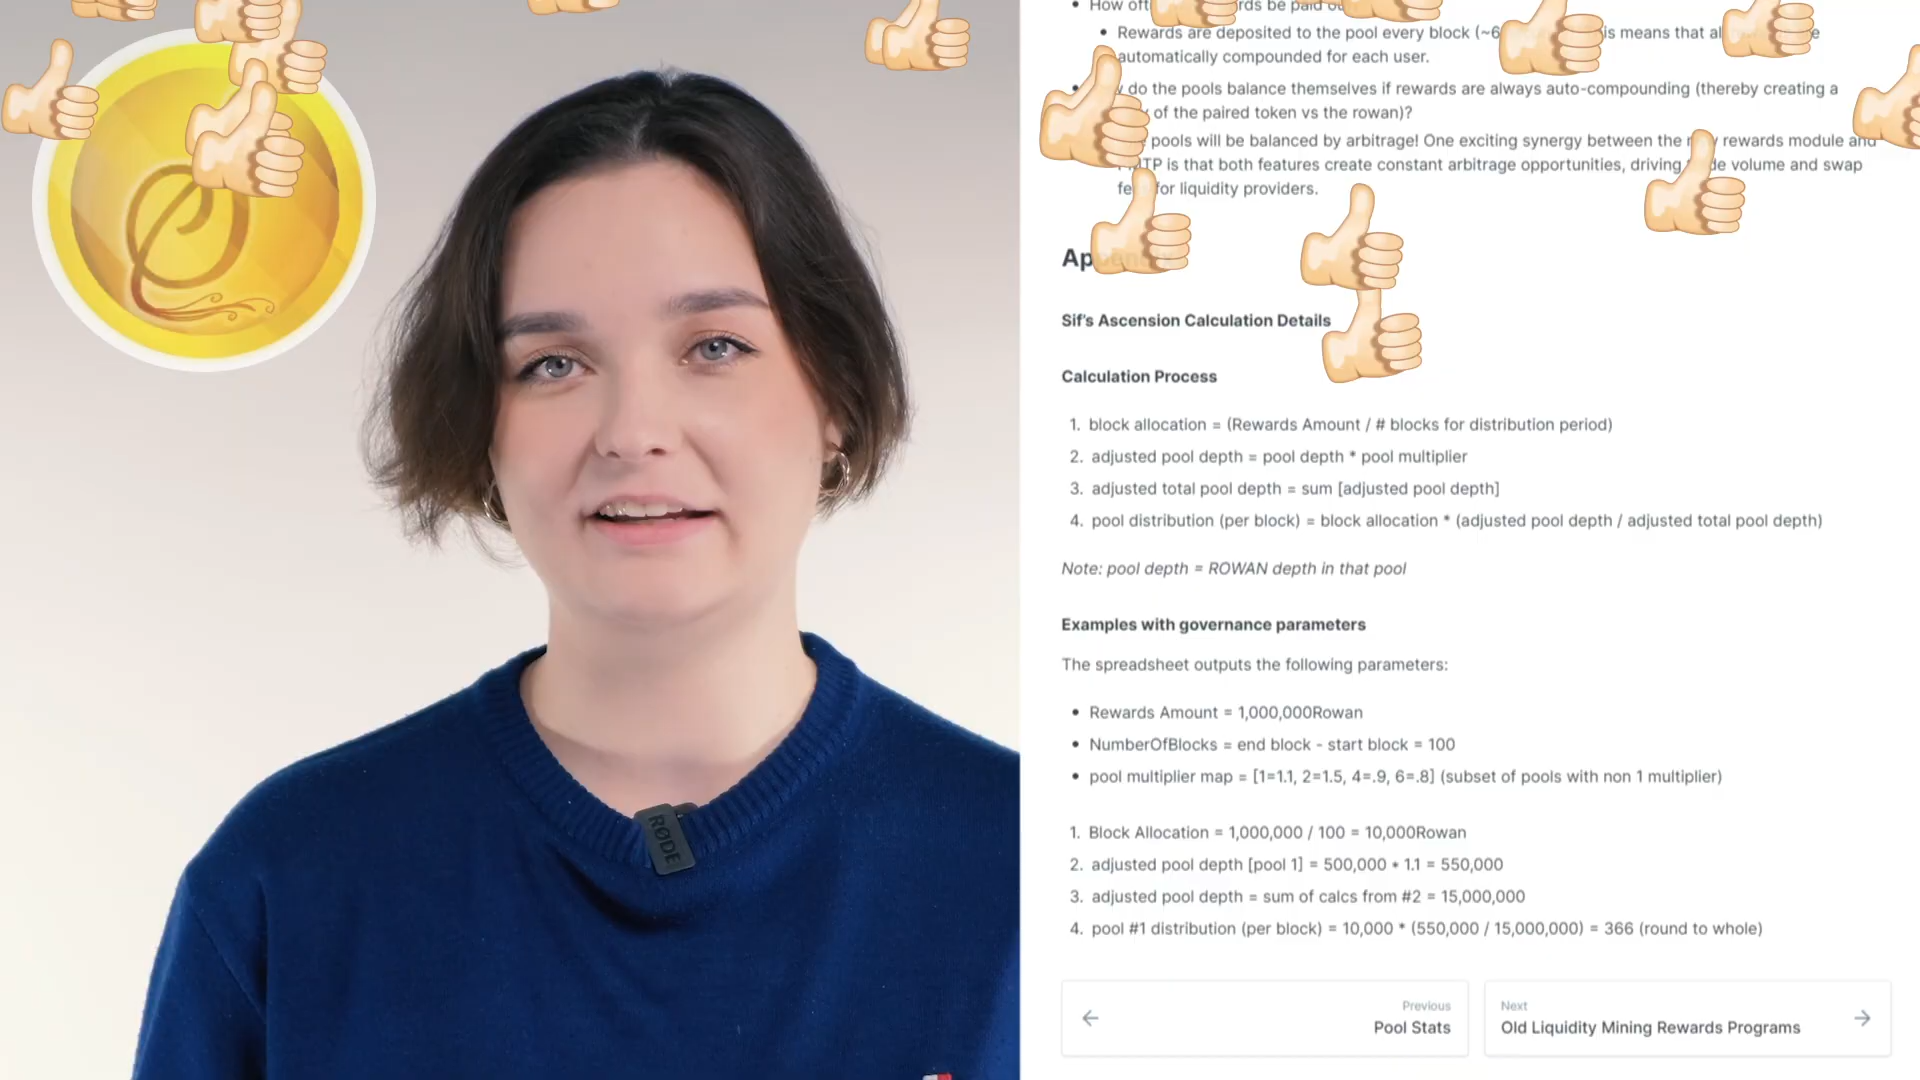 RØDE
How
be paid
Rewards are deposited to the pool every block (~6 is means that
automatically compounded for each user.
do the pools balance themselves if rewards are always auto-compounding (thereby creating a
of the paired token vs the rowan)?
pools will be balanced by arbitrage! One exciting synergy between the rewards module and
is that both features create constant arbitrage opportunities, driving volume and swap
for liquidity providers.
Sif's Ascension Calculation Details
Calculation Process
1. block allocation = (Rewards Amount / # blocks for distribution period)
2. adjusted pool depth = pool depth * pool multiplier
3. adjusted total pool depth = sum [adjusted pool depth]
4. pool distribution (per block) = block allocation * (adjusted pool depth / adjusted total pool depth)
Note: pool depth = ROWAN depth in that pool
Examples with governance parameters
The spreadsheet outputs the following parameters:
• Rewards Amount = 1,000,000Rowan
• NumberOfBlocks = end block - start block = 100
• pool multiplier map = [1=1.1, 2=1.5, 4=.9, 6=.8] (subset of pools with non 1 multiplier)
1. Block Allocation = 1,000,000 / 100 = 10,000Rowan
2. adjusted pool depth [pool 1] = 500,000 * 1.1 = 550,000
3. adjusted pool depth = sum of calcs from #2 = 15,000,000
4. pool #1 distribution (per block) = 10,000 * (550,000 / 15,000,000) = 366 (round to whole)
Previous
Pool Stats
Next
Old Liquidity Mining Rewards Programs